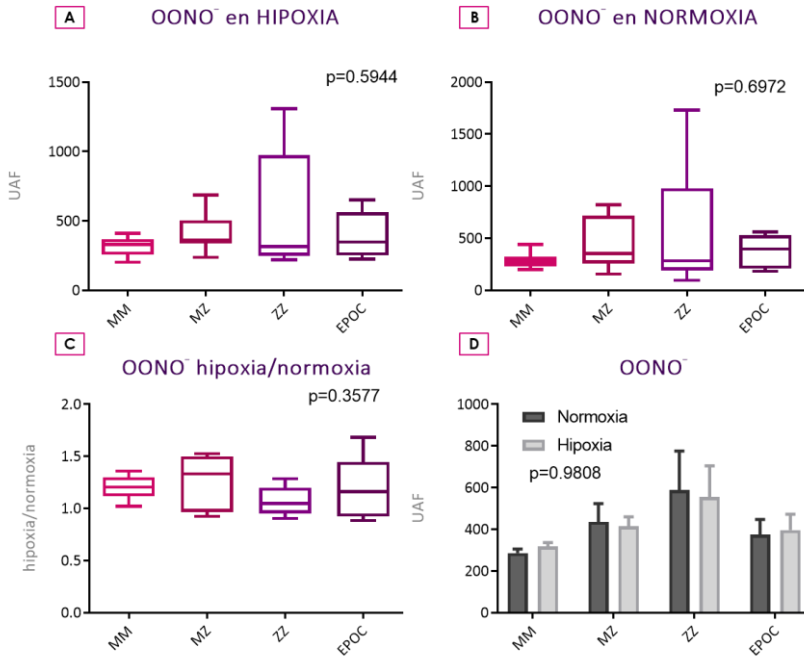 A
OONO⁻ en HIPOXIA
p=0.5944
1500
1000
500
0
UAF
MM
MZ
ZZ
EPOC
B
OONO⁻ en NORMOXIA
p=0.6972
2000
1500
1000
500
0
UAF
MM
MZ
ZZ
EPOC
C
OONO⁻ hipoxia/normoxia
p=0.3577
2.0
1.5
1.0
0.5
0.0
hipoxia/normoxia
MM
MZ
ZZ
EPOC
D
OONO⁻
1000
800
600
400
200
0
UAF
Normoxia
Hipoxia
p=0.9808
MM
MZ
ZZ
EPOC